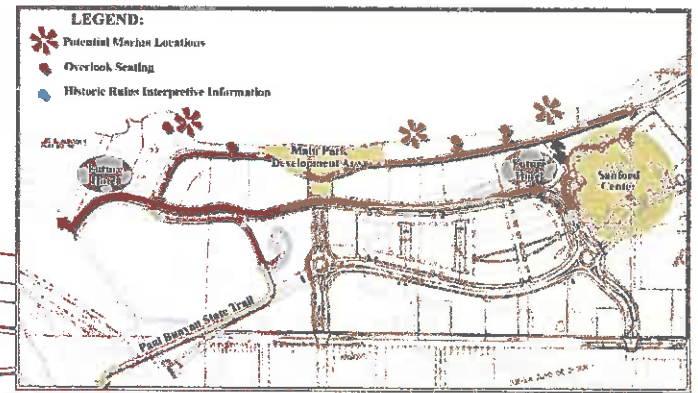 LEGEND:
Potential Marina Locations
Overlook Seating
Historic Ruins Interpretive Information
Main Park
Development Area
Future
Hotel
Future
Hotel
Sanford
Center
Paul Bunyan State Trail